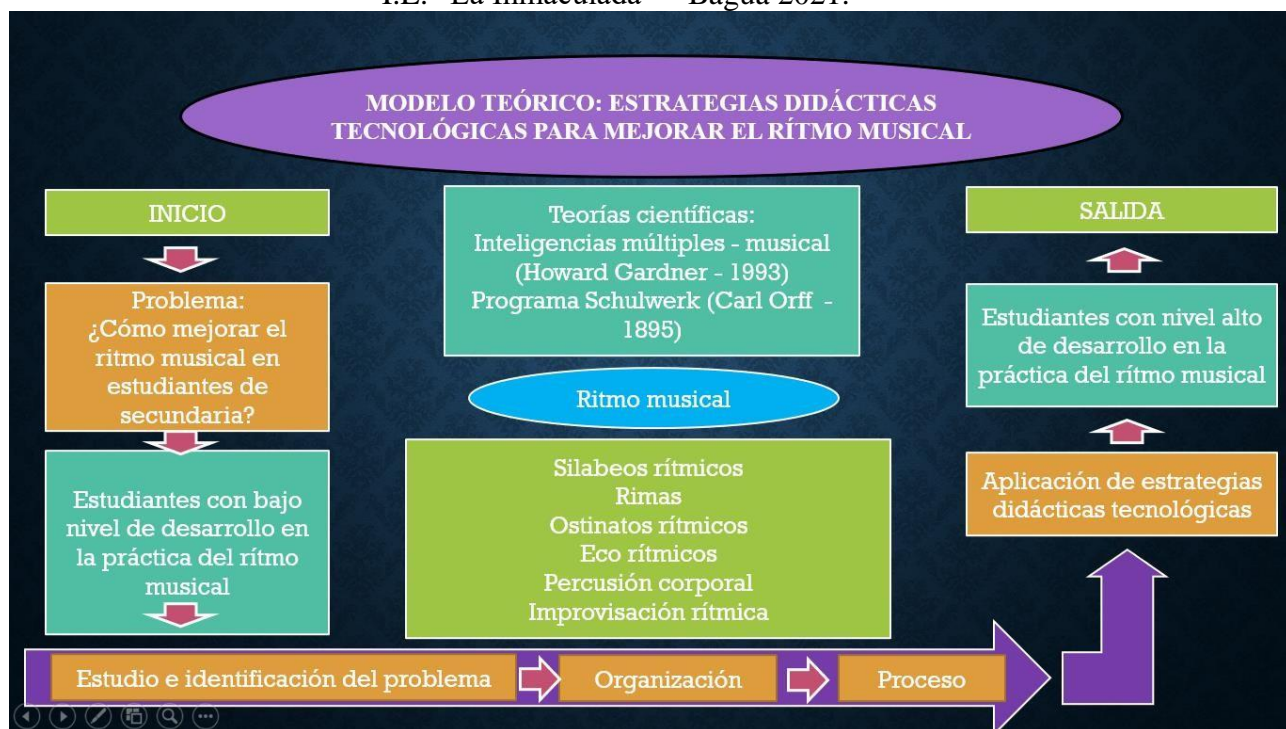 I.E. "La Inmaculada" – Bagua 2021.
MODELO TEÓRICO: ESTRATEGIAS DIDÁCTICAS
TECNOLÓGICAS PARA MEJORAR EL RÍTMO MUSICAL
INICIO
Problema:
¿Cómo mejorar el
ritmo musical en
estudiantes de
secundaria?
Estudiantes con bajo
nivel de desarrollo en
la práctica del rítmo
musical
Teorías científicas:
Inteligencias múltiples - musical
(Howard Gardner - 1993)
Programa Schulwerk (Carl Orff -
1895)
Ritmo musical
Silabeos rítmicos
Rimas
Ostinatos rítmicos
Eco rítmicos
Percusión corporal
Improvisación rítmica
SALIDA
Estudiantes con nivel alto
de desarrollo en la
práctica del rítmo musical
Aplicación de estrategias
didácticas tecnológicas
Estudio e identificación del problema
Organización
Proceso